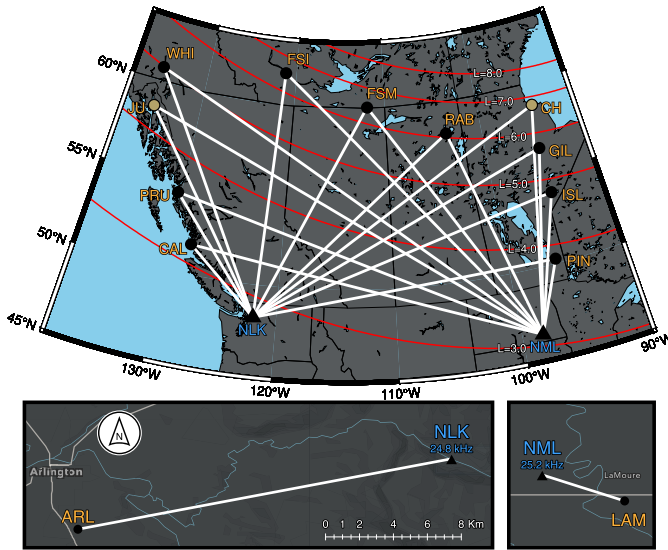 WHI
FSI
60°N
L=8.0
FSM
L=7.0
JU
CH
RAB
L=6.0
55°N
GIL
L=5.0
PRU
ISL
50°N
CAL
L=4.0
PIN
45°N
NLK
L=3.0
NML
90°W
130°W
100°W
120°W
110°W
N
NLK
24.8 kHz
Arlington
ARL
0 1 2 4 6 8 Km
NML
25.2 kHz
LaMoure
LAM